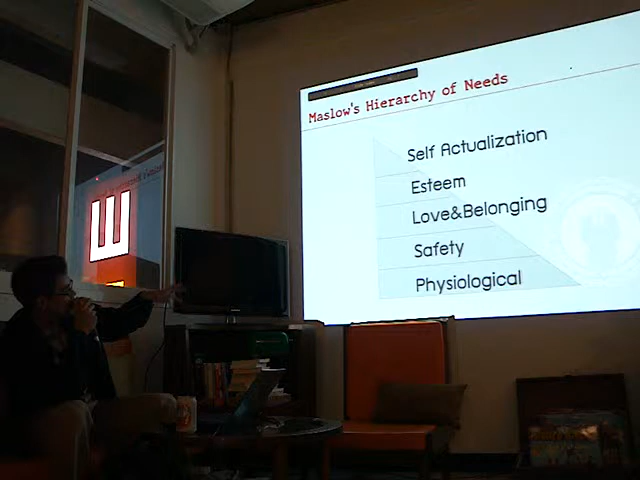 Maslow's Hierarchy of Needs
Self Actualization
Esteem
Love&Belonging
Safety
Physiological